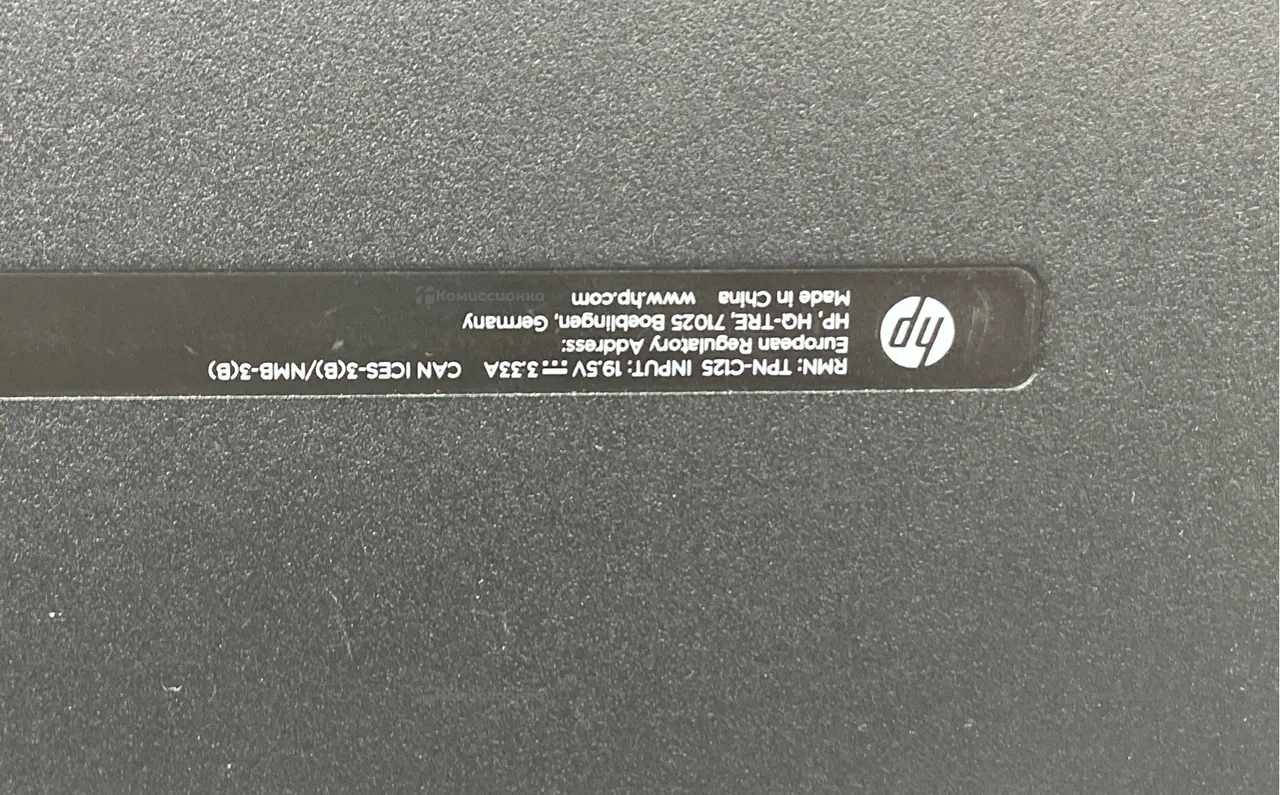 hp
RMN: TPN-C125 INPUT: 19.5V⎓3.33A CAN ICES-3(B)/NMB-3(B)
European Regulatory Address:
HP, HQ-TRE, 71025 Boeblingen, Germany
Made in China www.hp.com
Комиссионка